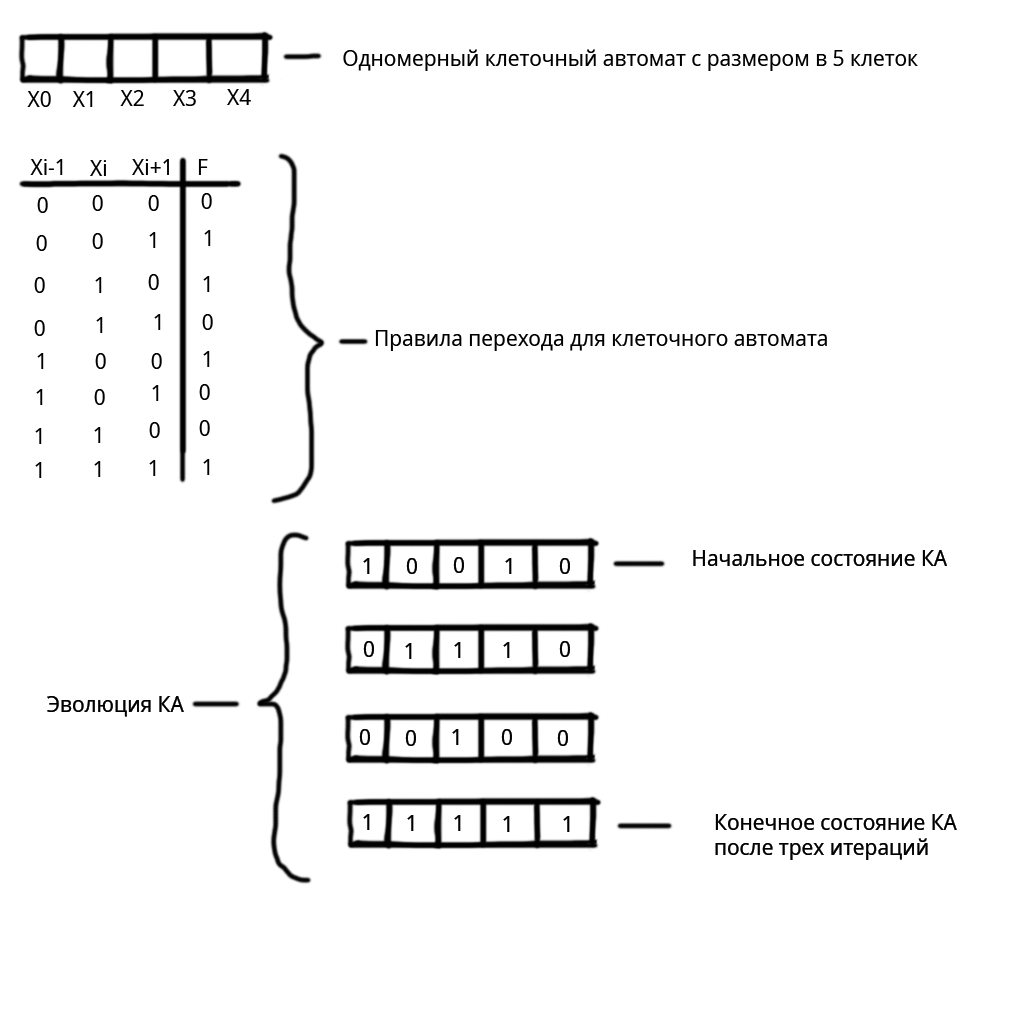 Одномерный клеточный автомат с размером в 5 клеток
X0 X1 X2 X3 X4
Xi-1 Xi Xi+1 F
0 0 0 0
0 0 1 1
0 1 0 1
0 1 1 0
1 0 0 1
1 0 1 0
1 1 0 0
1 1 1 1
Правила перехода для клеточного автомата
1 0 0 1 0
Начальное состояние КА
0 1 1 1 0
Эволюция КА
0 0 1 0 0
1 1 1 1 1
Конечное состояние КА
после трех итераций